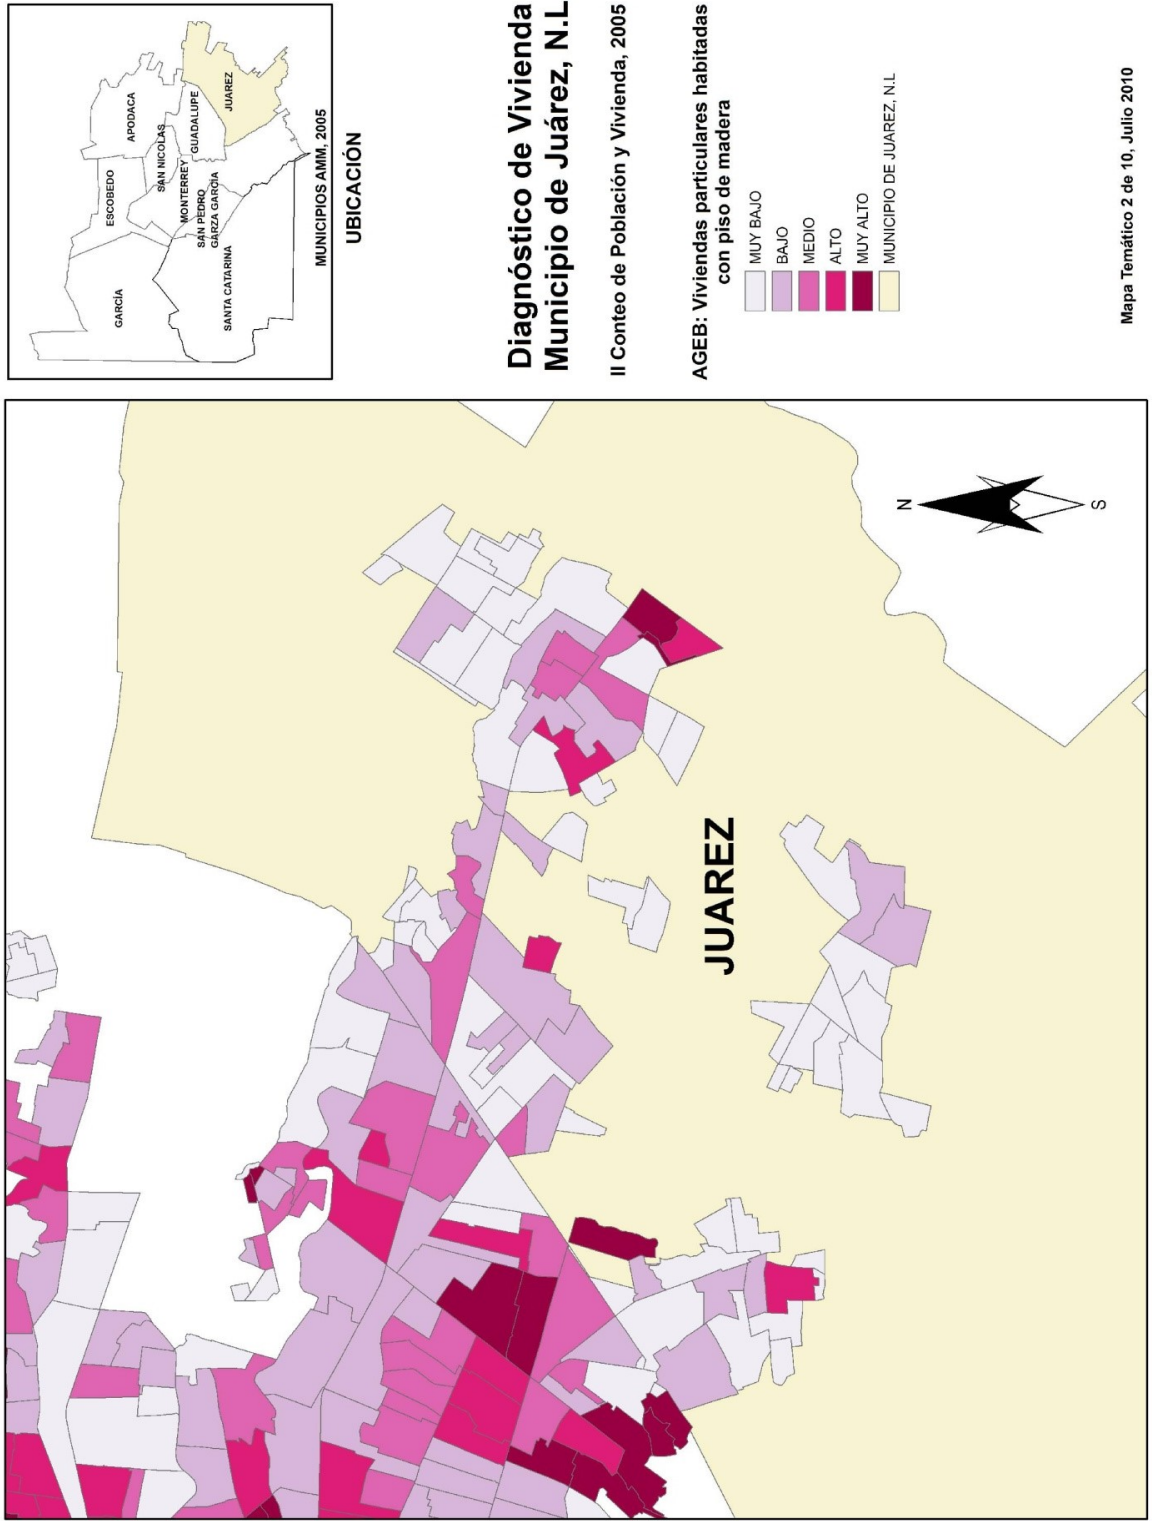 GARCÍA
ESCOBEDO
APODACA
SAN NICOLAS
MONTERREY
GUADALUPE
JUAREZ
SAN PEDRO
GARZA GARCÍA
SANTA CATARINA
MUNICIPIOS AMM, 2005
UBICACIÓN
Diagnóstico de Vivienda
Municipio de Juárez, N.L
II Conteo de Población y Vivienda, 2005
AGEB: Viviendas particulares habitadas
con piso de madera
MUY BAJO
BAJO
MEDIO
ALTO
MUY ALTO
MUNICIPIO DE JUAREZ, N.L
Mapa Temático 2 de 10, Julio 2010
JUAREZ
N
S